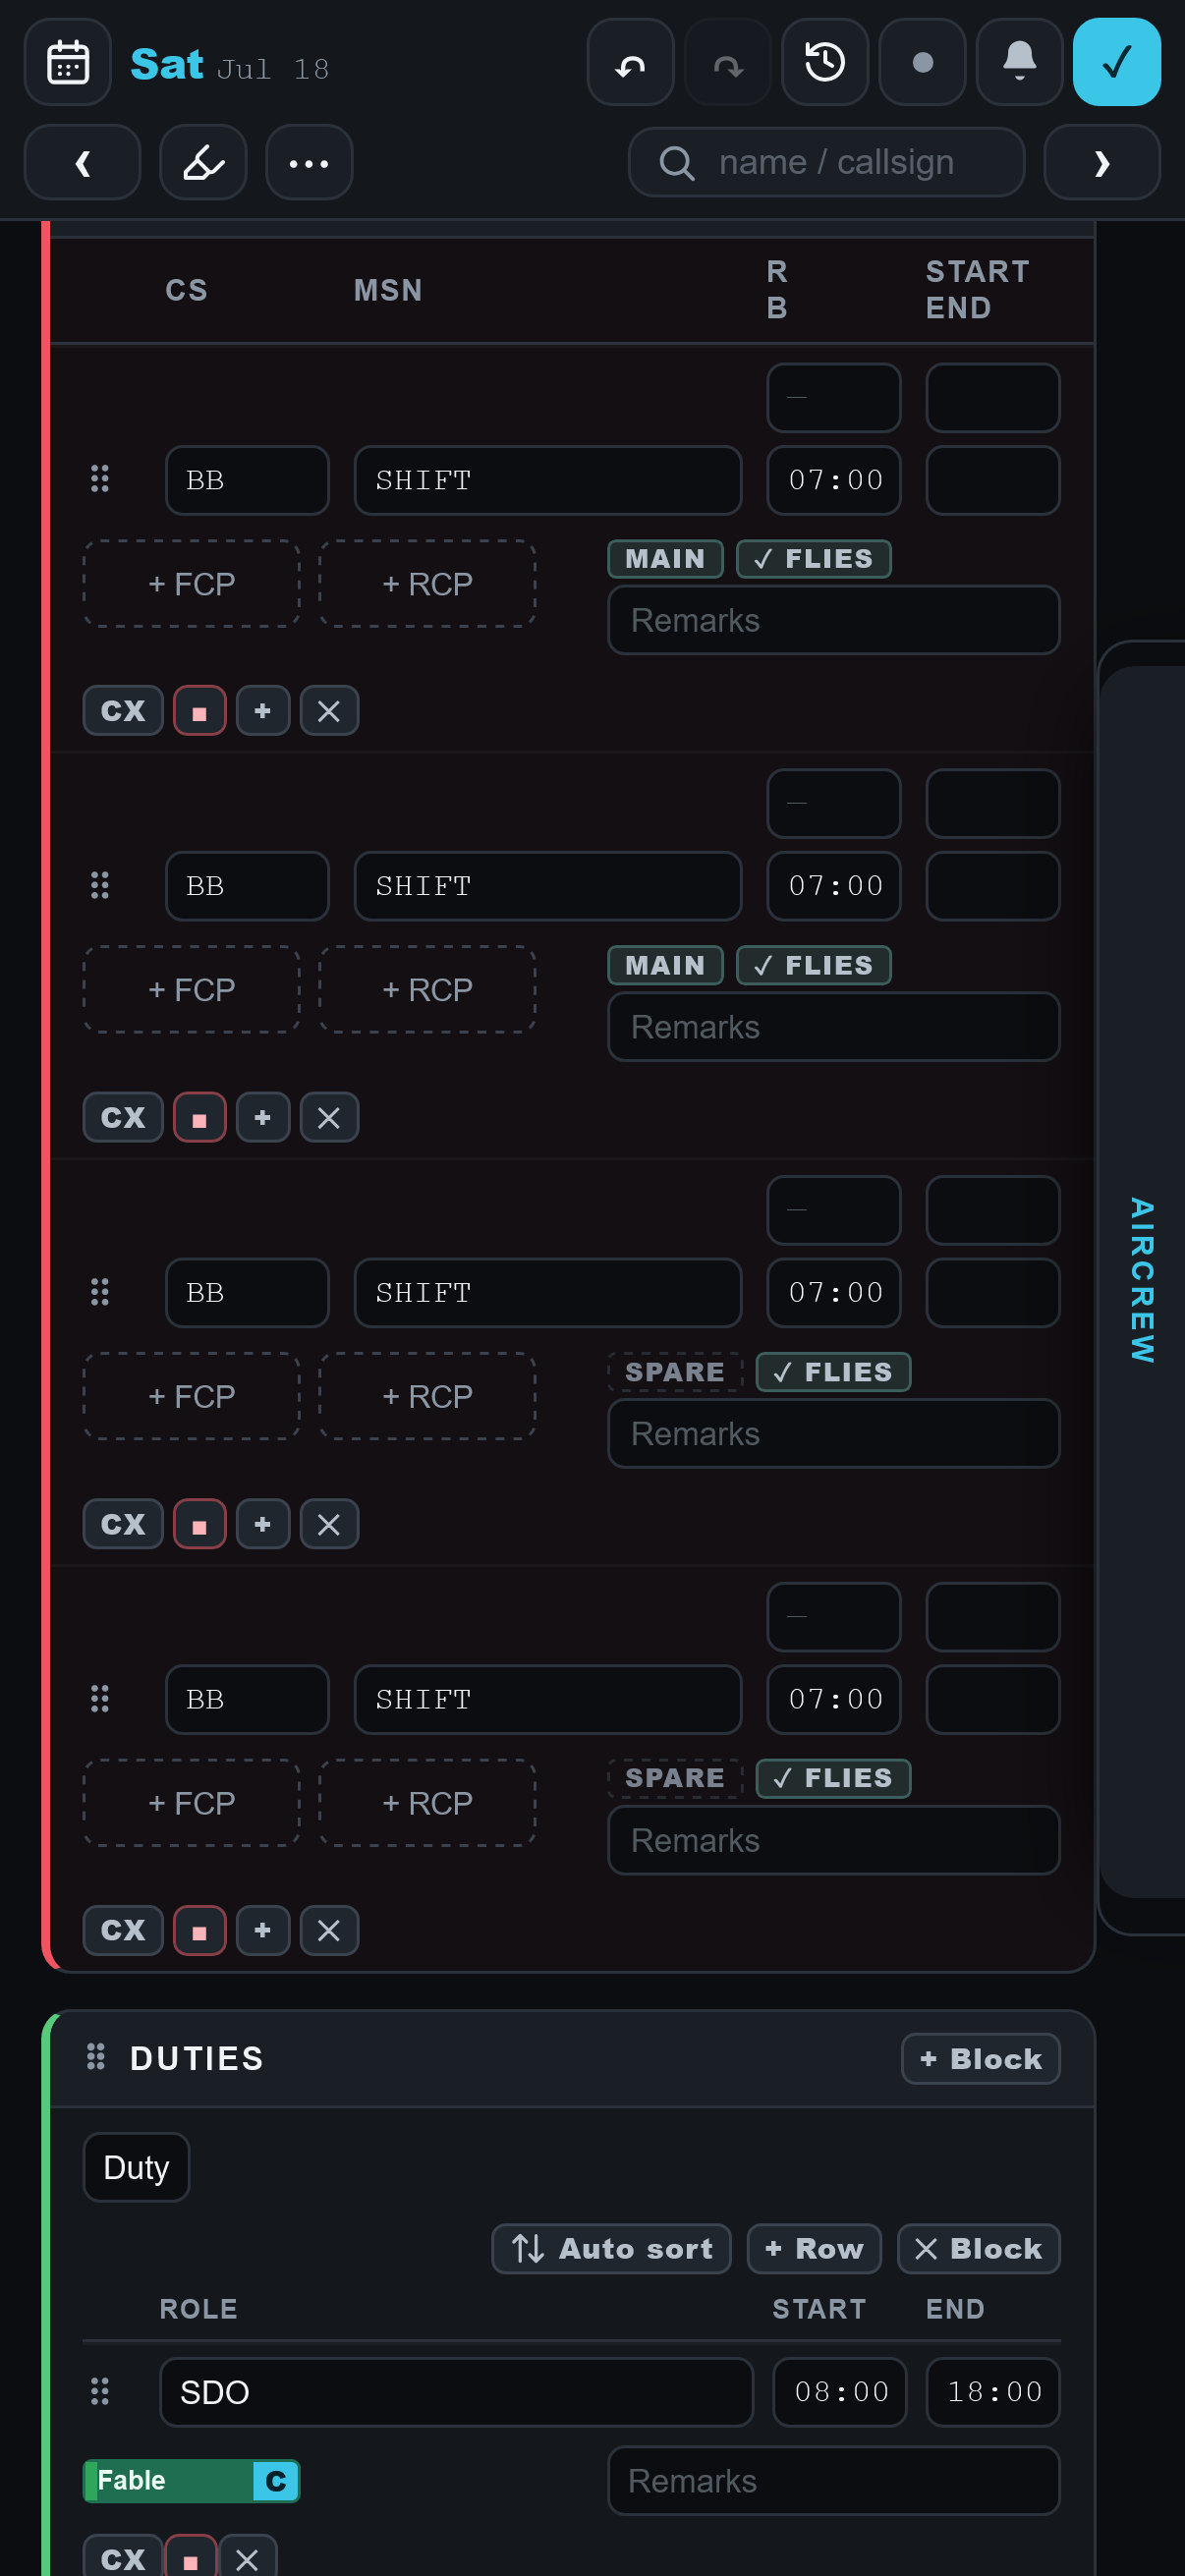 Sat Jul 18
name / callsign
CS MSN R B START END
—
BB SHIFT 07:00
+ FCP + RCP MAIN ✓ FLIES
Remarks
CX + ×
—
BB SHIFT 07:00
+ FCP + RCP MAIN ✓ FLIES
Remarks
CX + ×
—
BB SHIFT 07:00
+ FCP + RCP SPARE ✓ FLIES
Remarks
CX + ×
—
BB SHIFT 07:00
+ FCP + RCP SPARE ✓ FLIES
Remarks
CX + ×
AIRCREW
DUTIES + Block
Duty
Auto sort + Row × Block
ROLE START END
SDO 08:00 18:00
Fable C Remarks
CX ×